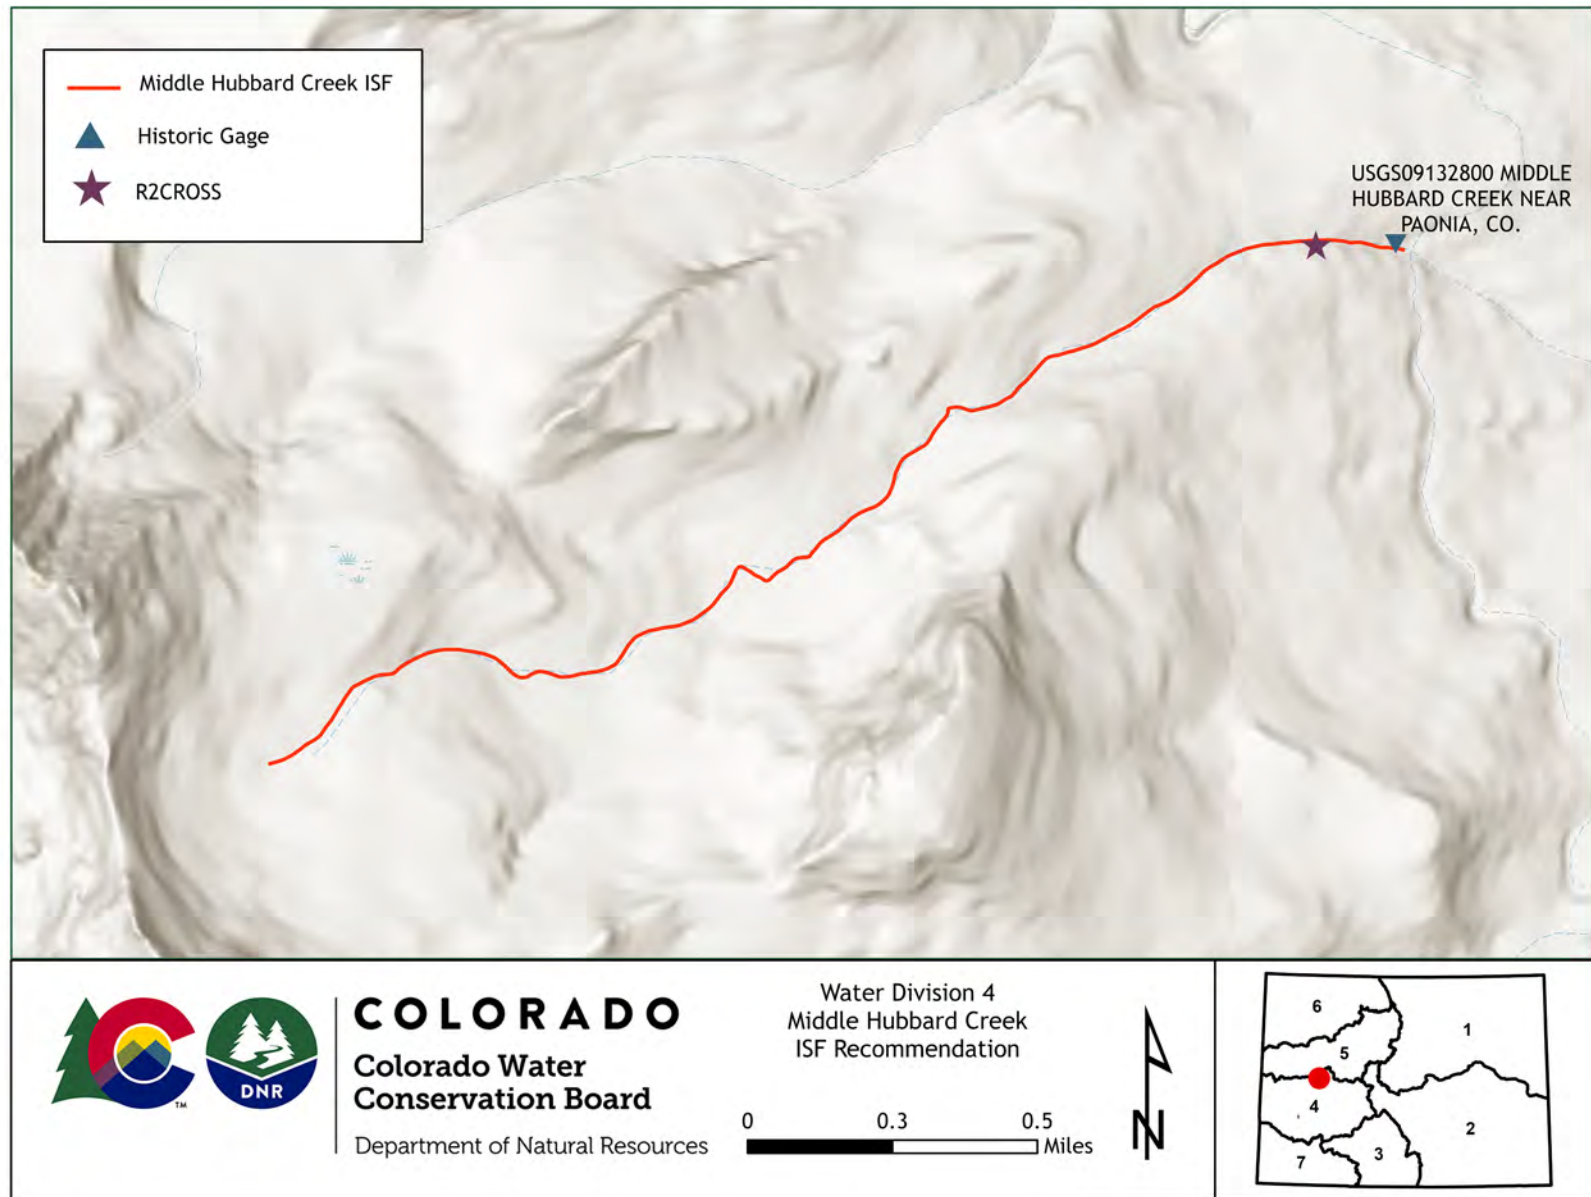 Middle Hubbard Creek ISF
Historic Gage
R2CROSS
USGS09132800 MIDDLE
HUBBARD CREEK NEAR
PAONIA, CO.
DNR
TM
COLORADO
Colorado Water
Conservation Board
Department of Natural Resources
Water Division 4
Middle Hubbard Creek
ISF Recommendation
0 0.3 0.5
Miles
N
6
1
5
4
2
3
7